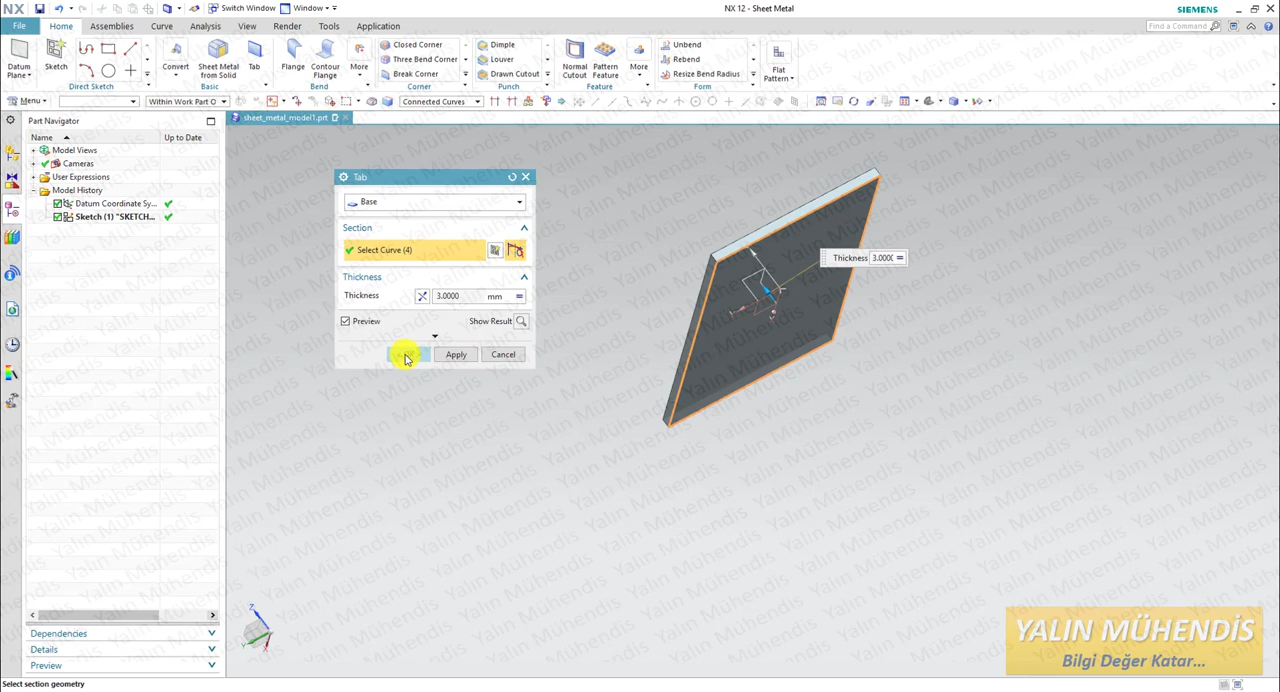 NX
Switch Window
Window
NX 12 - Sheet Metal
SIEMENS
File
Home
Assemblies
Curve
Analysis
View
Render
Tools
Application
Find a Command
Datum
Plane
Sketch
Direct Sketch
Convert
Sheet Metal
from Solid
Tab
Basic
Flange
Contour
Flange
More
Bend
Closed Corner
Three Bend Corner
Break Corner
Corner
Dimple
Louver
Drawn Cutout
Punch
Normal
Cutout
Pattern
Feature
More
Feature
Unbend
Rebend
Resize Bend Radius
Form
Flat
Pattern
Menu
Within Work Part O
Connected Curves
Part Navigator
sheet_metal_model1.prt
Name
Up to Date
Model Views
Cameras
User Expressions
Model History
Datum Coordinate Sy...
Sketch (1) "SKETCH...
Tab
Base
Section
Select Curve (4)
Thickness
Thickness
3.0000
mm
Preview
Show Result
Apply
Cancel
Thickness
3.0000
Z
Y
X
Dependencies
Details
Preview
Select section geometry
YALIN MÜHENDİS
Bilgi Değer Katar...
Yalın Mühendis